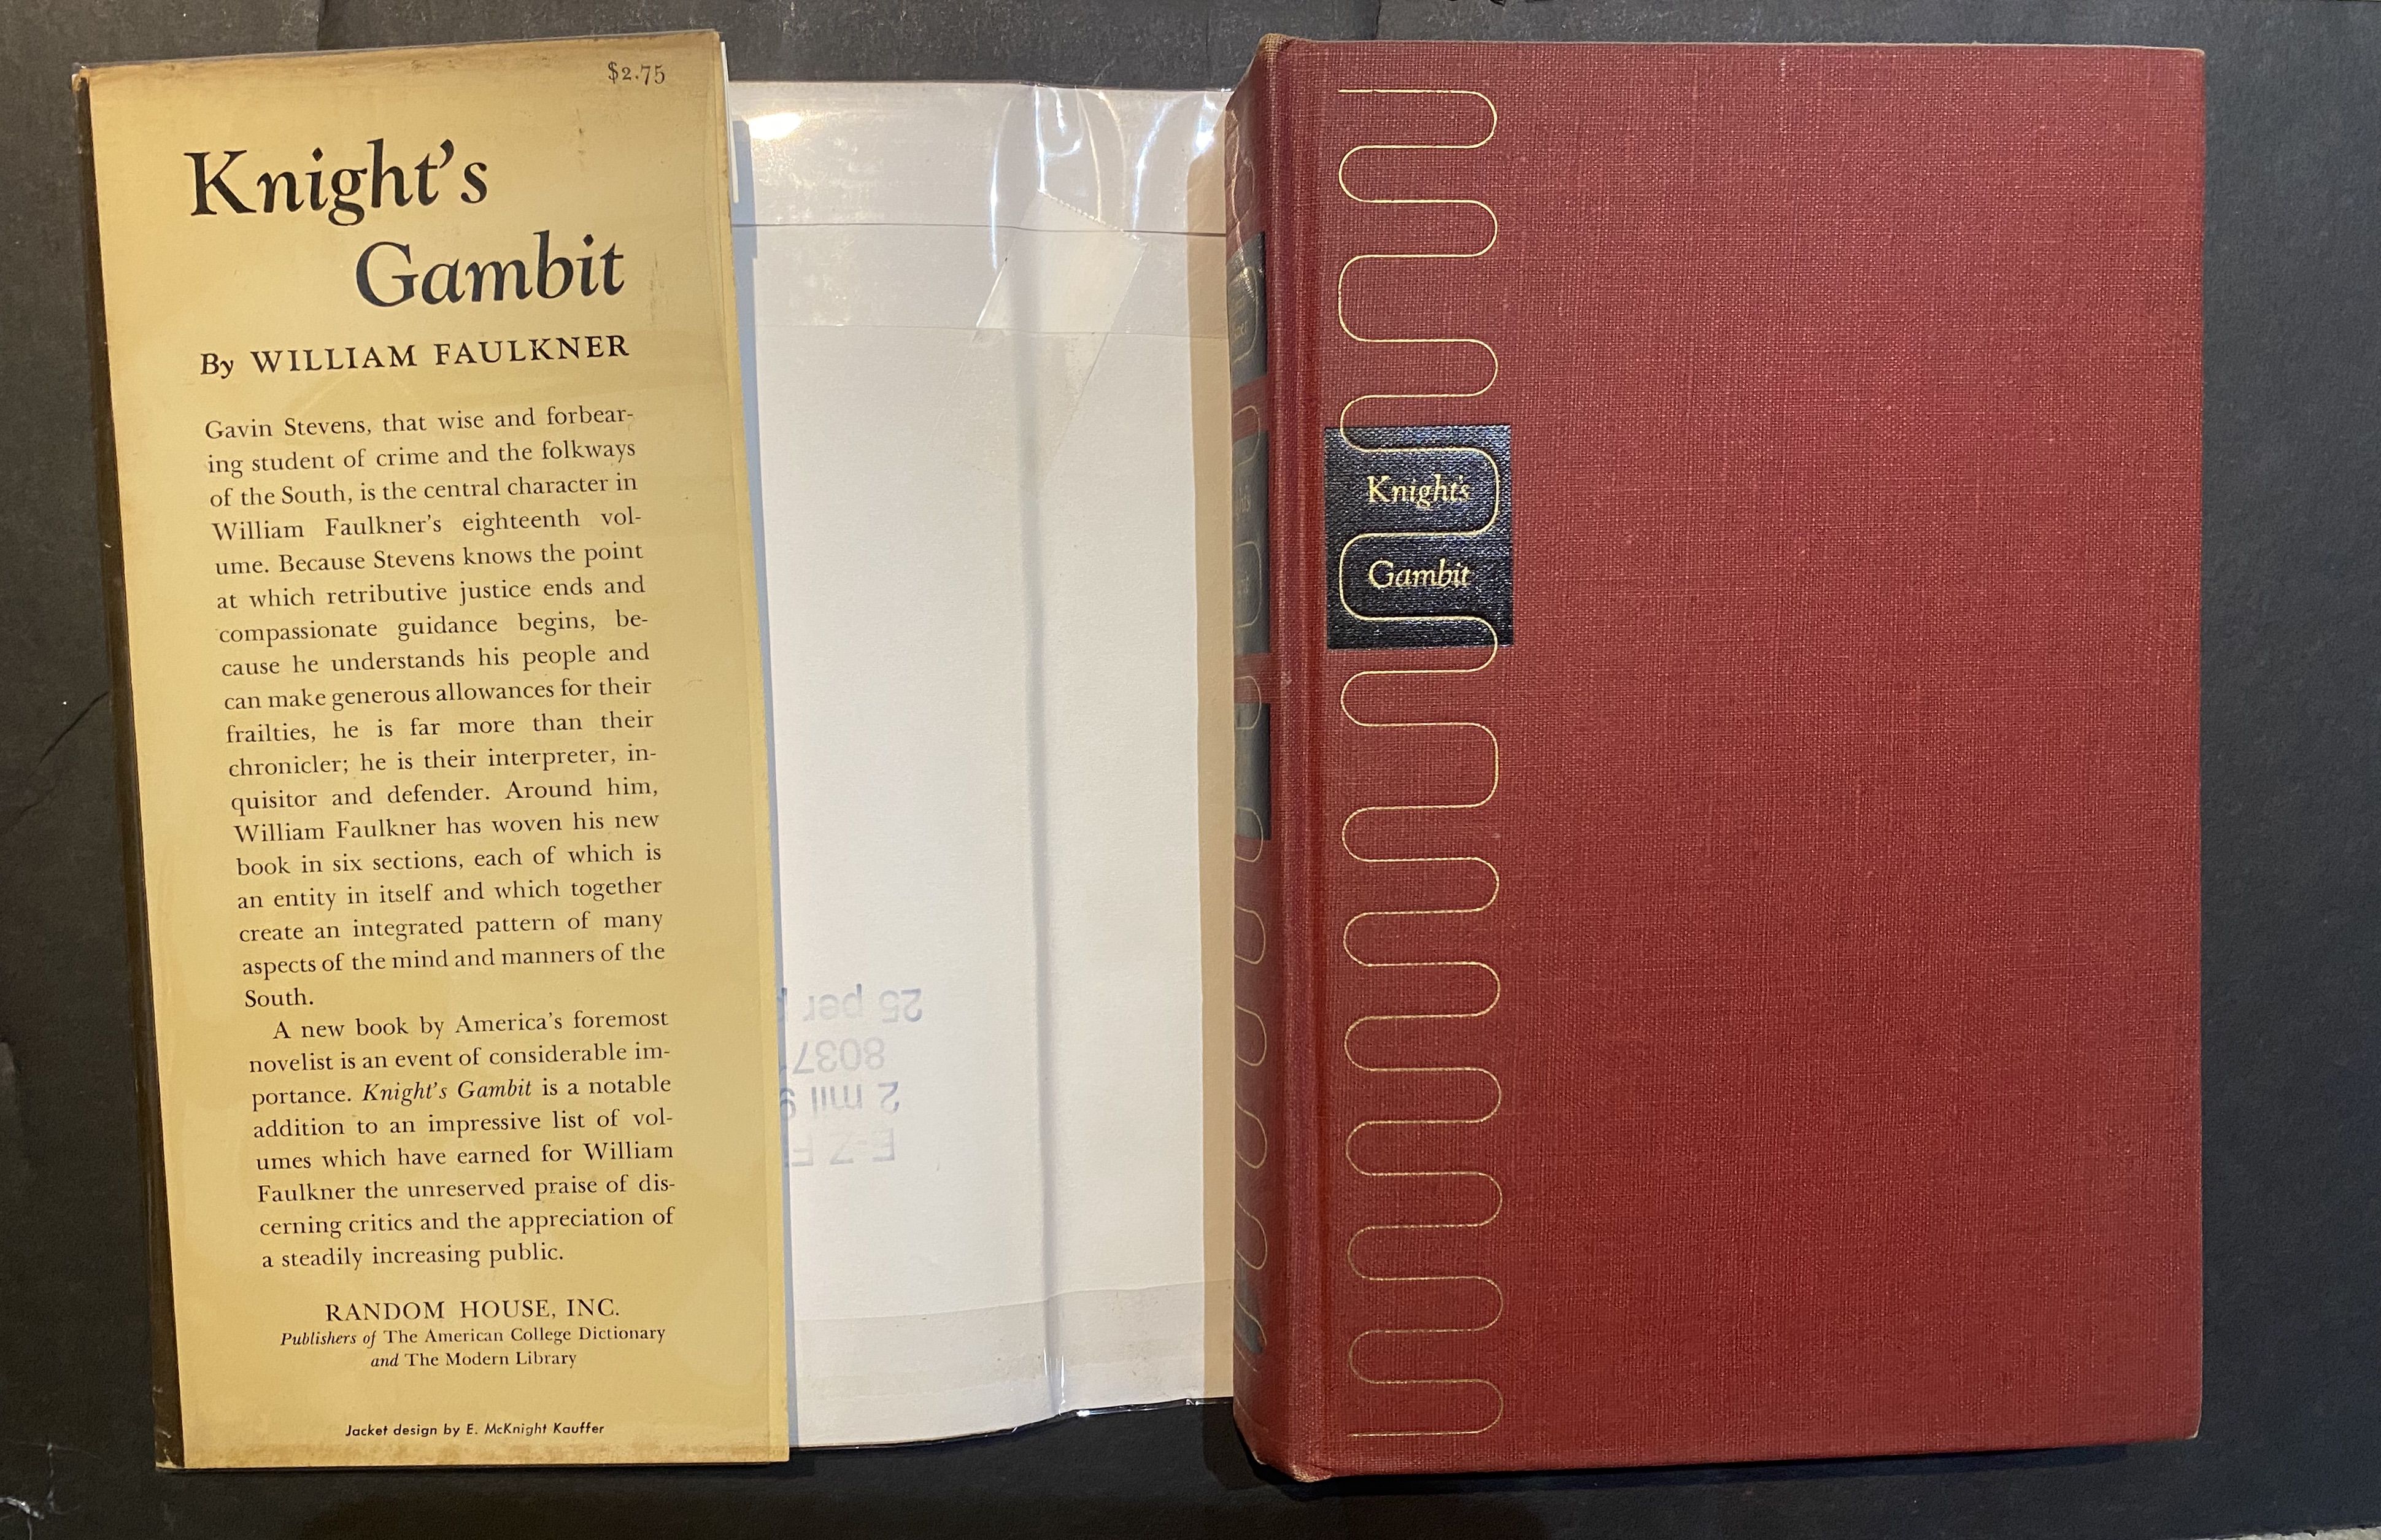 $2.75
Knight's
Gambit
By WILLIAM FAULKNER
Gavin Stevens, that wise and forbear-
ing student of crime and the folkways
of the South, is the central character in
William Faulkner's eighteenth vol-
ume. Because Stevens knows the point
at which retributive justice ends and
compassionate guidance begins, be-
cause he understands his people and
can make generous allowances for their
frailties, he is far more than their
chronicler; he is their interpreter, in-
quisitor and defender. Around him,
William Faulkner has woven his new
book in six sections, each of which is
an entity in itself and which together
create an integrated pattern of many
aspects of the mind and manners of the
South.
A new book by America's foremost
novelist is an event of considerable im-
portance. Knight's Gambit is a notable
addition to an impressive list of vol-
umes which have earned for William
Faulkner the unreserved praise of dis-
cerning critics and the appreciation of
a steadily increasing public.
RANDOM HOUSE, INC.
Publishers of The American College Dictionary
and The Modern Library
Jacket design by E. McKnight Kauffer
E-Z
2 mil
8037
25 per
Knight's
Gambit